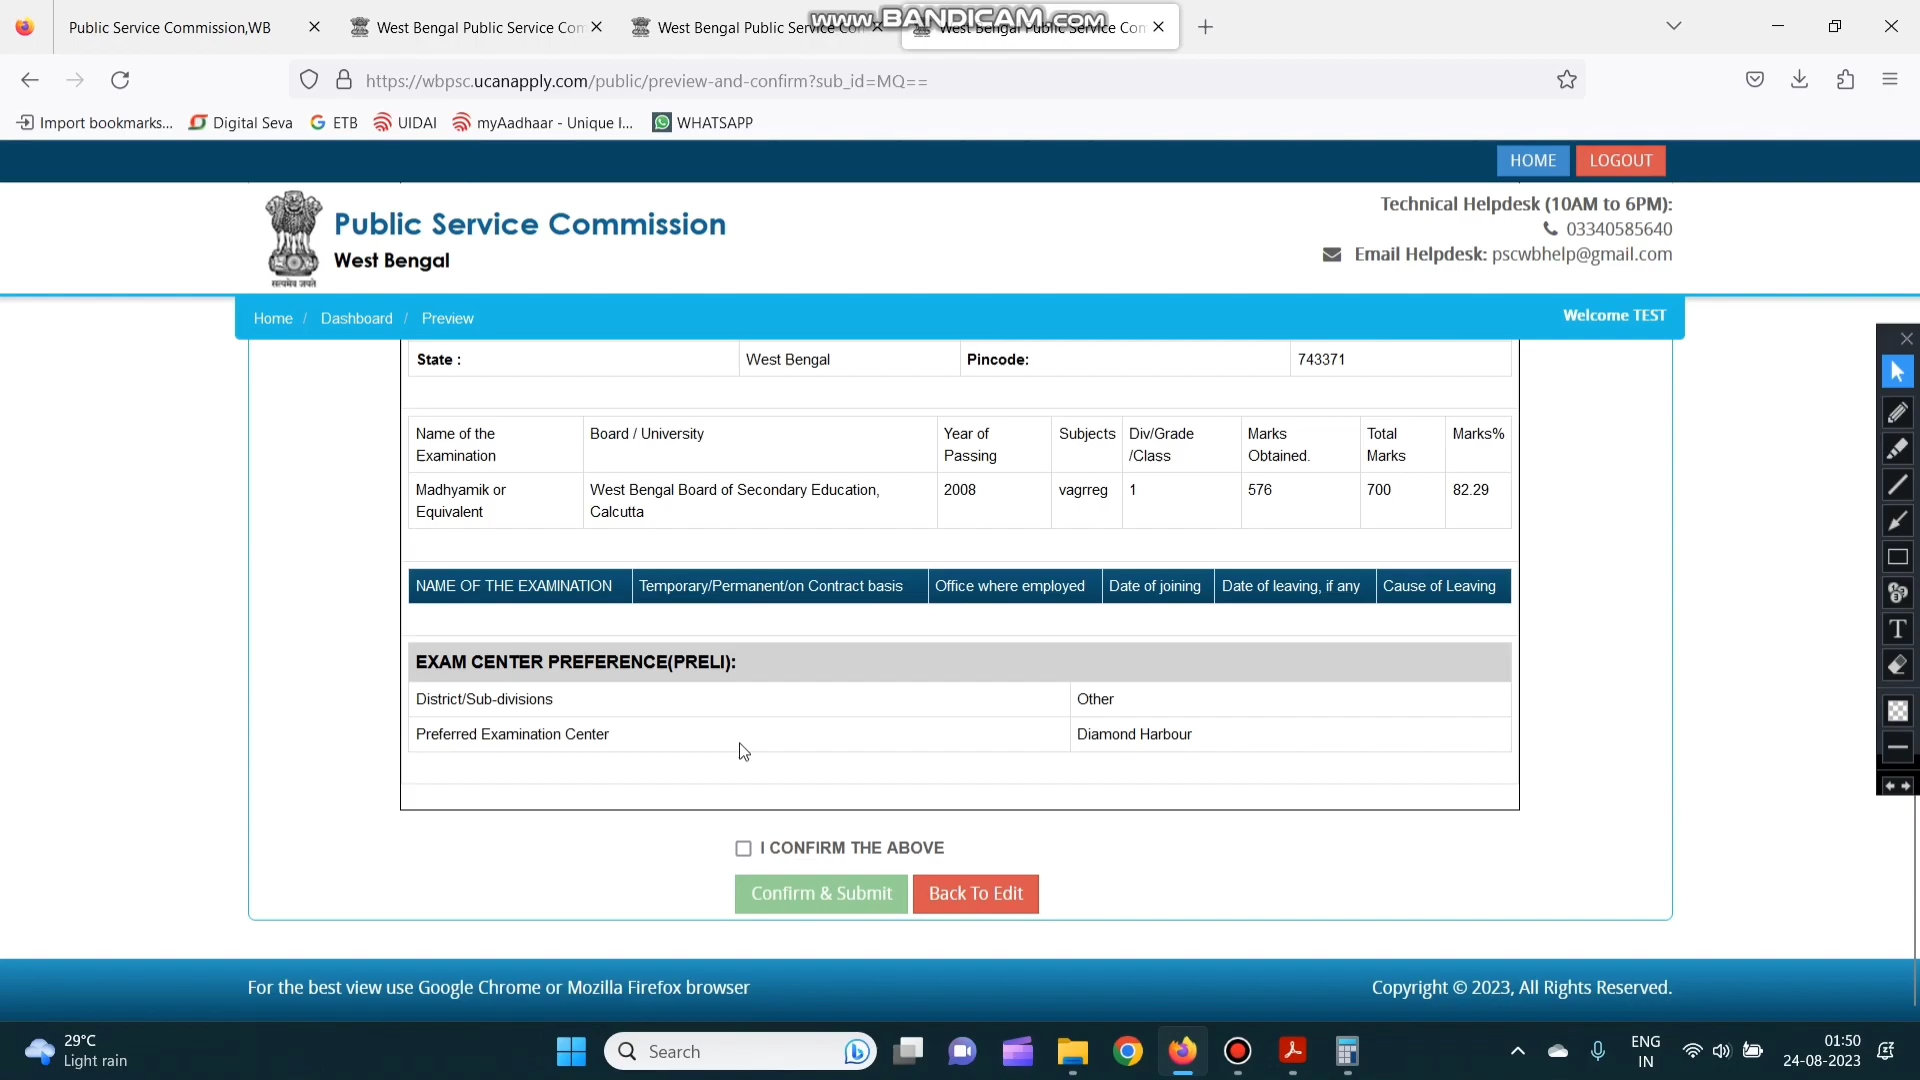 www.BANDICAM.com
Public Service Commission,WB
West Bengal Public Service Com
West Bengal Public Service Con
West Bengal Public Service Con
https://wbpsc.ucanapply.com/public/preview-and-confirm?sub_id=MQ==
Import bookmarks... Digital Seva ETB UIDAI myAadhaar - Unique I... WHATSAPP
HOME LOGOUT
Public Service Commission
West Bengal
सत्यमेव जयते
Technical Helpdesk (10AM to 6PM):
03340585640
Email Helpdesk: pscwbhelp@gmail.com
Home / Dashboard / Preview
Welcome TEST
State : West Bengal Pincode: 743371
Name of the Examination Board / University Year of Passing Subjects Div/Grade /Class Marks Obtained. Total Marks Marks%
Madhyamik or Equivalent West Bengal Board of Secondary Education, Calcutta 2008 vagrreg 1 576 700 82.29
NAME OF THE EXAMINATION Temporary/Permanent/on Contract basis Office where employed Date of joining Date of leaving, if any Cause of Leaving
EXAM CENTER PREFERENCE(PRELI):
District/Sub-divisions Other
Preferred Examination Center Diamond Harbour
I CONFIRM THE ABOVE
Confirm & Submit Back To Edit
For the best view use Google Chrome or Mozilla Firefox browser
Copyright © 2023, All Rights Reserved.
29°C
Light rain
Search
ENG
IN
01:50
24-08-2023